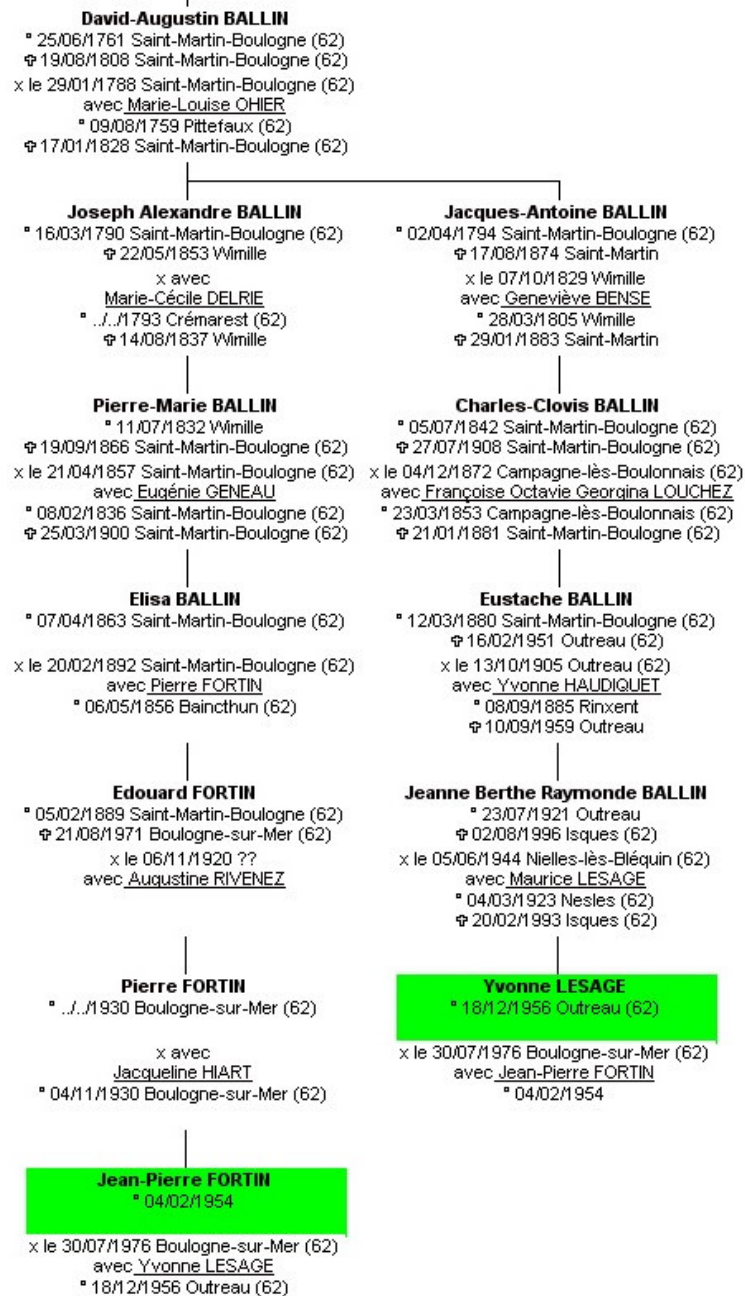 David-Augustin BALLIN
° 25/06/1761 Saint-Martin-Boulogne (62)
✞ 19/08/1808 Saint-Martin-Boulogne (62)
x le 29/01/1788 Saint-Martin-Boulogne (62)
avec Marie-Louise OHIER
° 09/08/1759 Pittefaux (62)
✞ 17/01/1828 Saint-Martin-Boulogne (62)
Joseph Alexandre BALLIN
° 16/03/1790 Saint-Martin-Boulogne (62)
✞ 22/05/1853 Wimille
x avec
Marie-Cécile DELRIE
° ../../1793 Crémarest (62)
✞ 14/08/1837 Wimille
Jacques-Antoine BALLIN
° 02/04/1794 Saint-Martin-Boulogne (62)
✞ 17/08/1874 Saint-Martin
x le 07/10/1829 Wimille
avec Geneviève BENSE
° 28/03/1805 Wimille
✞ 29/01/1883 Saint-Martin
Pierre-Marie BALLIN
° 11/07/1832 Wimille
✞ 19/09/1866 Saint-Martin-Boulogne (62)
x le 21/04/1857 Saint-Martin-Boulogne (62)
avec Eugénie GENEAU
° 08/02/1836 Saint-Martin-Boulogne (62)
✞ 25/03/1900 Saint-Martin-Boulogne (62)
Charles-Clovis BALLIN
° 05/07/1842 Saint-Martin-Boulogne (62)
✞ 27/07/1908 Saint-Martin-Boulogne (62)
x le 04/12/1872 Campagne-lès-Boulonnais (62)
avec Françoise Octavie Georgina LOUCHEZ
° 23/03/1853 Campagne-lès-Boulonnais (62)
✞ 21/01/1881 Saint-Martin-Boulogne (62)
Elisa BALLIN
° 07/04/1863 Saint-Martin-Boulogne (62)
x le 20/02/1892 Saint-Martin-Boulogne (62)
avec Pierre FORTIN
° 06/05/1856 Baincthun (62)
Eustache BALLIN
° 12/03/1880 Saint-Martin-Boulogne (62)
✞ 16/02/1951 Outreau (62)
x le 13/10/1905 Outreau (62)
avec Yvonne HAUDIQUET
° 08/09/1885 Rinxent
✞ 10/09/1959 Outreau
Edouard FORTIN
° 05/02/1889 Saint-Martin-Boulogne (62)
✞ 21/08/1971 Boulogne-sur-Mer (62)
x le 06/11/1920 ??
avec Augustine RIVENEZ
Jeanne Berthe Raymonde BALLIN
° 23/07/1921 Outreau
✞ 02/08/1996 Isques (62)
x le 05/06/1944 Nielles-lès-Bléquin (62)
avec Maurice LESAGE
° 04/03/1923 Nesles (62)
✞ 20/02/1993 Isques (62)
Pierre FORTIN
° ../../1930 Boulogne-sur-Mer (62)
x avec
Jacqueline HIART
° 04/11/1930 Boulogne-sur-Mer (62)
Yvonne LESAGE
° 18/12/1956 Outreau (62)
x le 30/07/1976 Boulogne-sur-Mer (62)
avec Jean-Pierre FORTIN
° 04/02/1954
Jean-Pierre FORTIN
° 04/02/1954
x le 30/07/1976 Boulogne-sur-Mer (62)
avec Yvonne LESAGE
° 18/12/1956 Outreau (62)